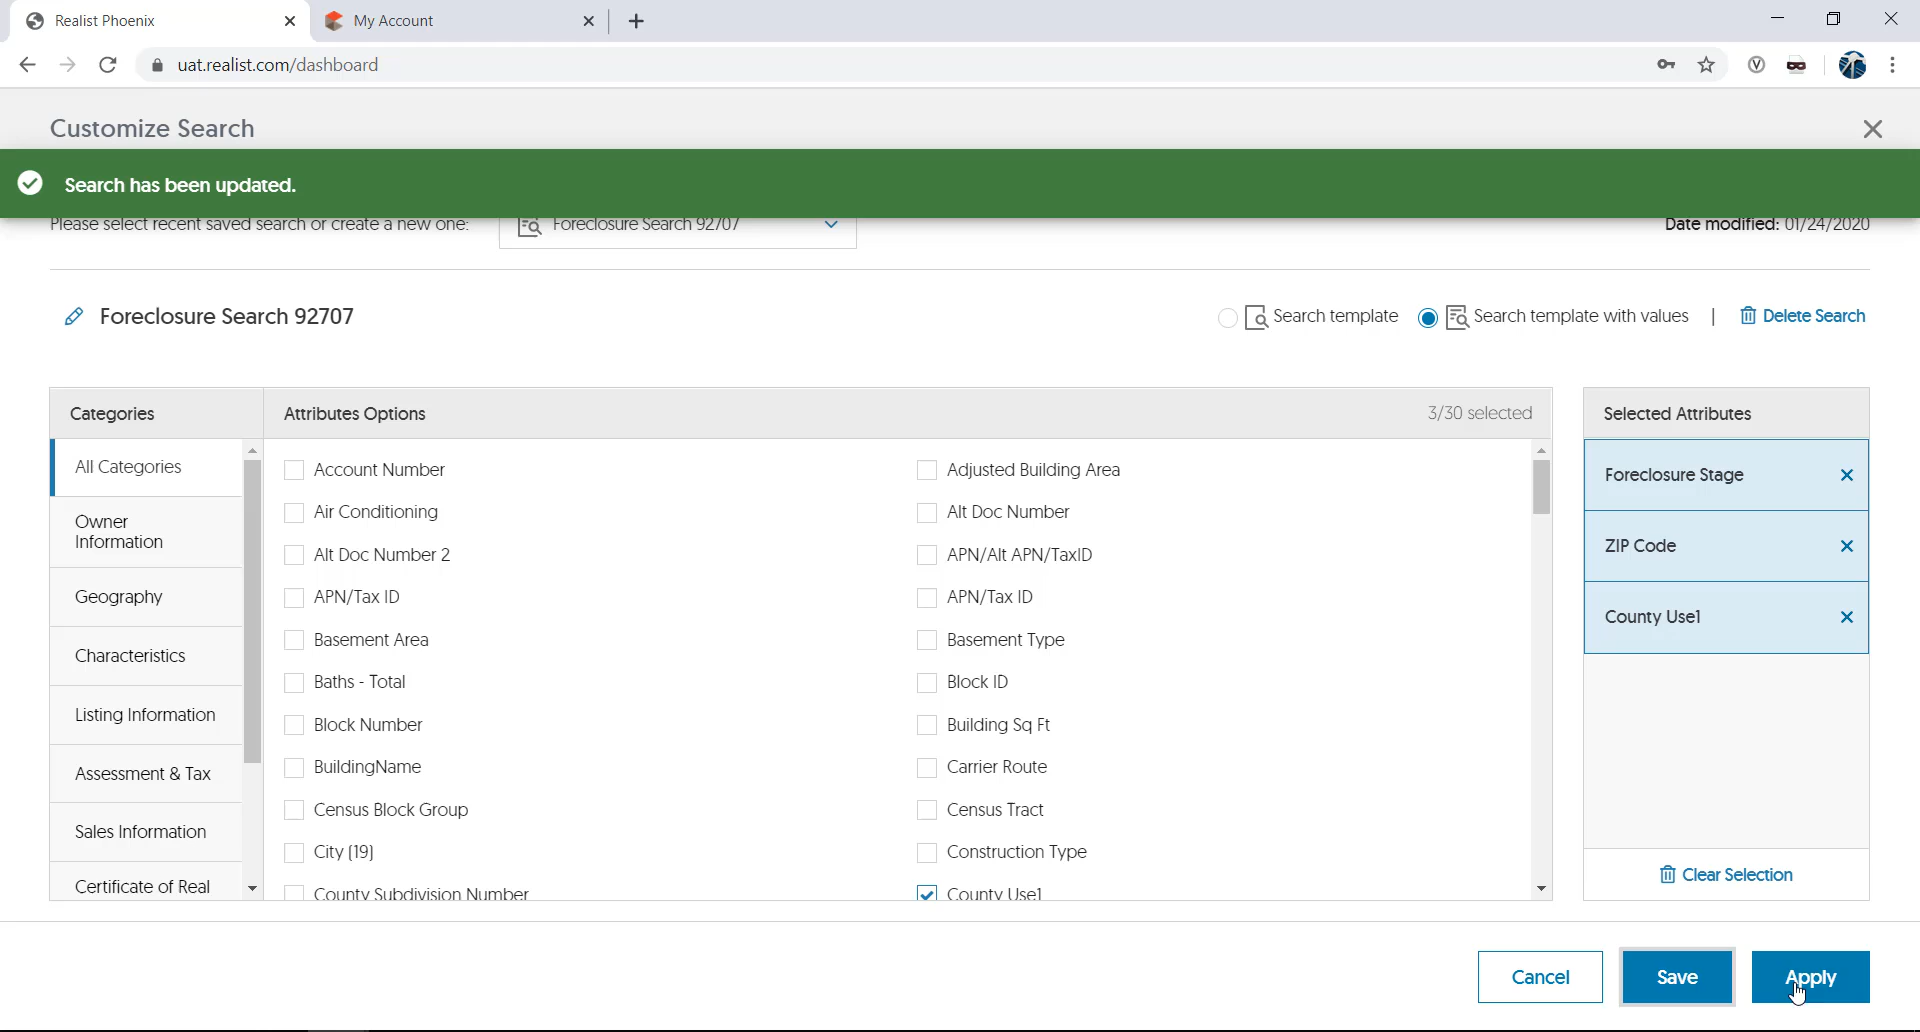 Realist Phoenix
My Account
uat.realist.com/dashboard
Customize Search
Search has been updated.
Please select recent saved search or create a new one:
Foreclosure Search 92707
Date modified: 01/24/2020
Foreclosure Search 92707
Search template
Search template with values
|
Delete Search
Categories
Attributes Options
3/30 selected
Selected Attributes
All Categories
Owner
Information
Geography
Characteristics
Listing Information
Assessment & Tax
Sales Information
Certificate of Real
Account Number
Adjusted Building Area
Air Conditioning
Alt Doc Number
Alt Doc Number 2
APN/Alt APN/TaxID
APN/Tax ID
APN/Tax ID
Basement Area
Basement Type
Baths - Total
Block ID
Block Number
Building Sq Ft
BuildingName
Carrier Route
Census Block Group
Census Tract
City (19)
Construction Type
County Subdivision Number
County Use1
Foreclosure Stage
ZIP Code
County Use1
Clear Selection
Cancel
Save
Apply